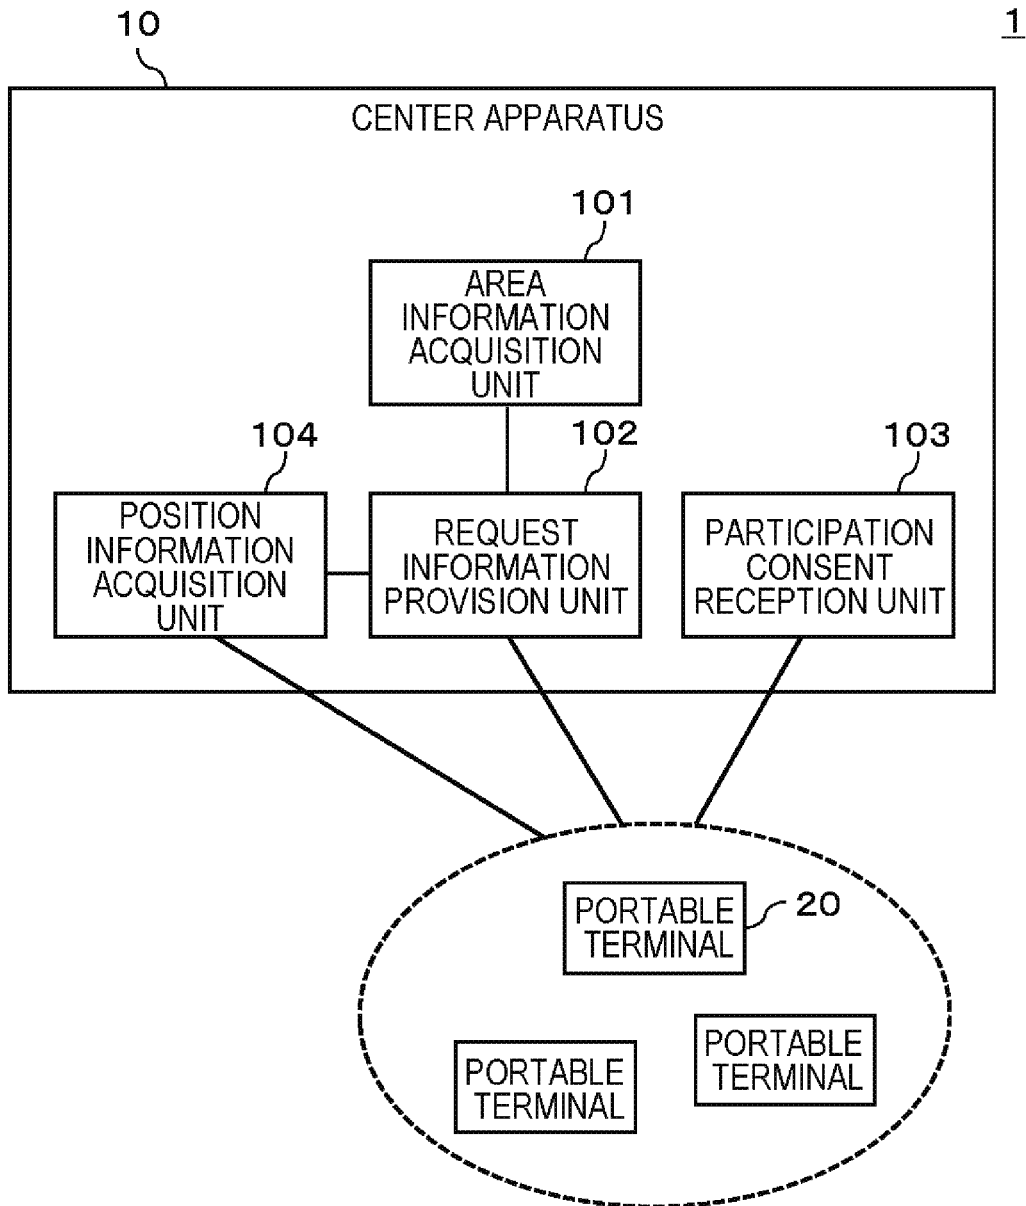 10
1
CENTER APPARATUS
101
AREA
INFORMATION
ACQUISITION
UNIT
104
102
103
POSITION
INFORMATION
ACQUISITION
UNIT
REQUEST
INFORMATION
PROVISION UNIT
PARTICIPATION
CONSENT
RECEPTION UNIT
PORTABLE
TERMINAL
20
PORTABLE
TERMINAL
PORTABLE
TERMINAL